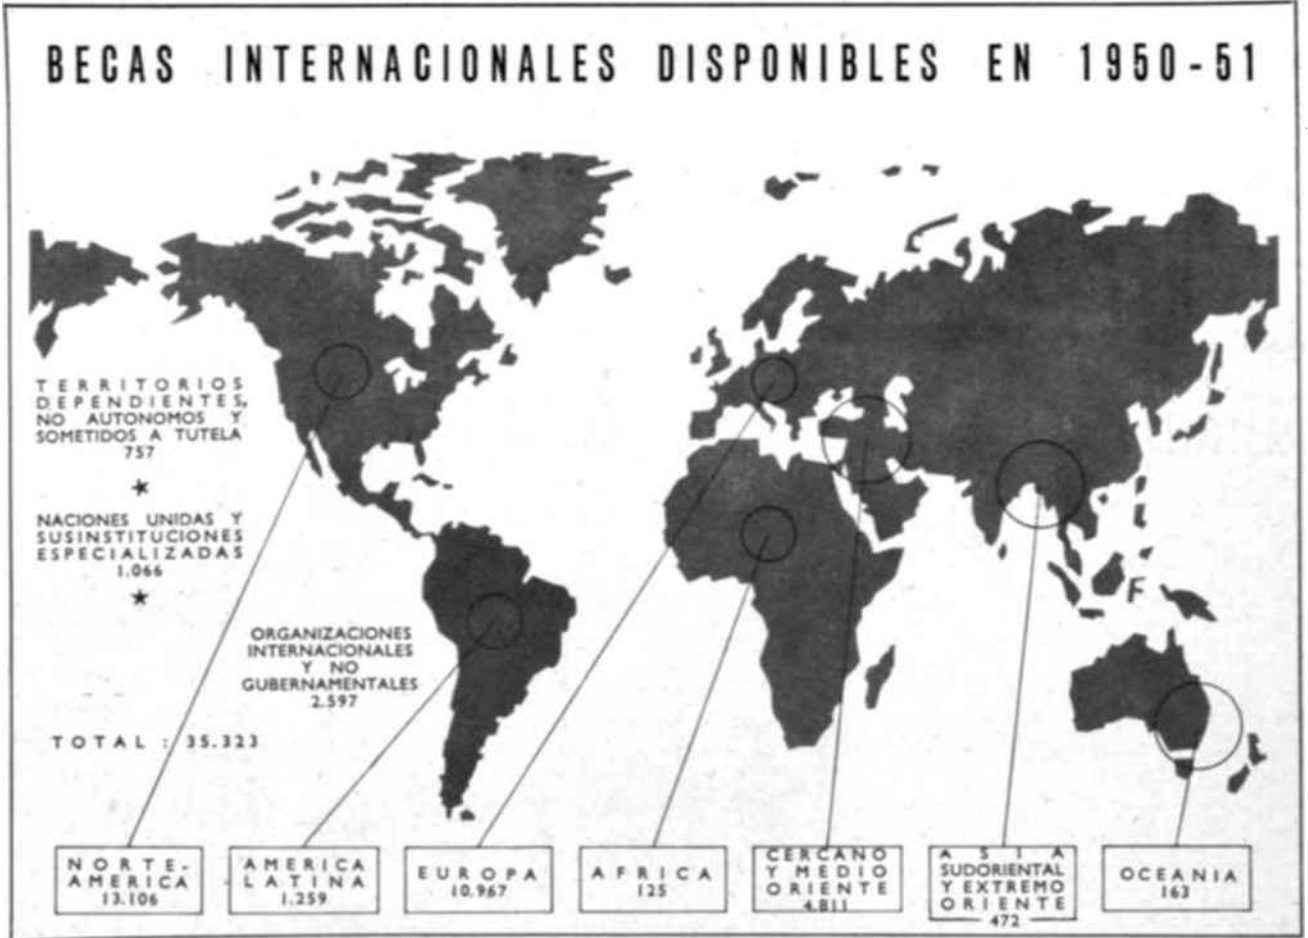 BECAS INTERNACIONALES DISPONIBLES EN 1950-51
TERRITORIOS
DEPENDIENTES,
NO AUTONOMOS Y
SOMETIDOS A TUTELA
757
NACIONES UNIDAS Y
SUSINSTITUCIONES
ESPECIALIZADAS
1.066
ORGANIZACIONES
INTERNACIONALES
Y NO
GUBERNAMENTALES
2.597
TOTAL : 35.323
NORTE-
AMERICA
13.106
AMERICA
LATINA
1.259
EUROPA
10.967
AFRICA
125
CERCANO
Y MEDIO
ORIENTE
4.811
ASIA
SUDORIENTAL
Y EXTREMO
ORIENTE
472
OCEANIA
163